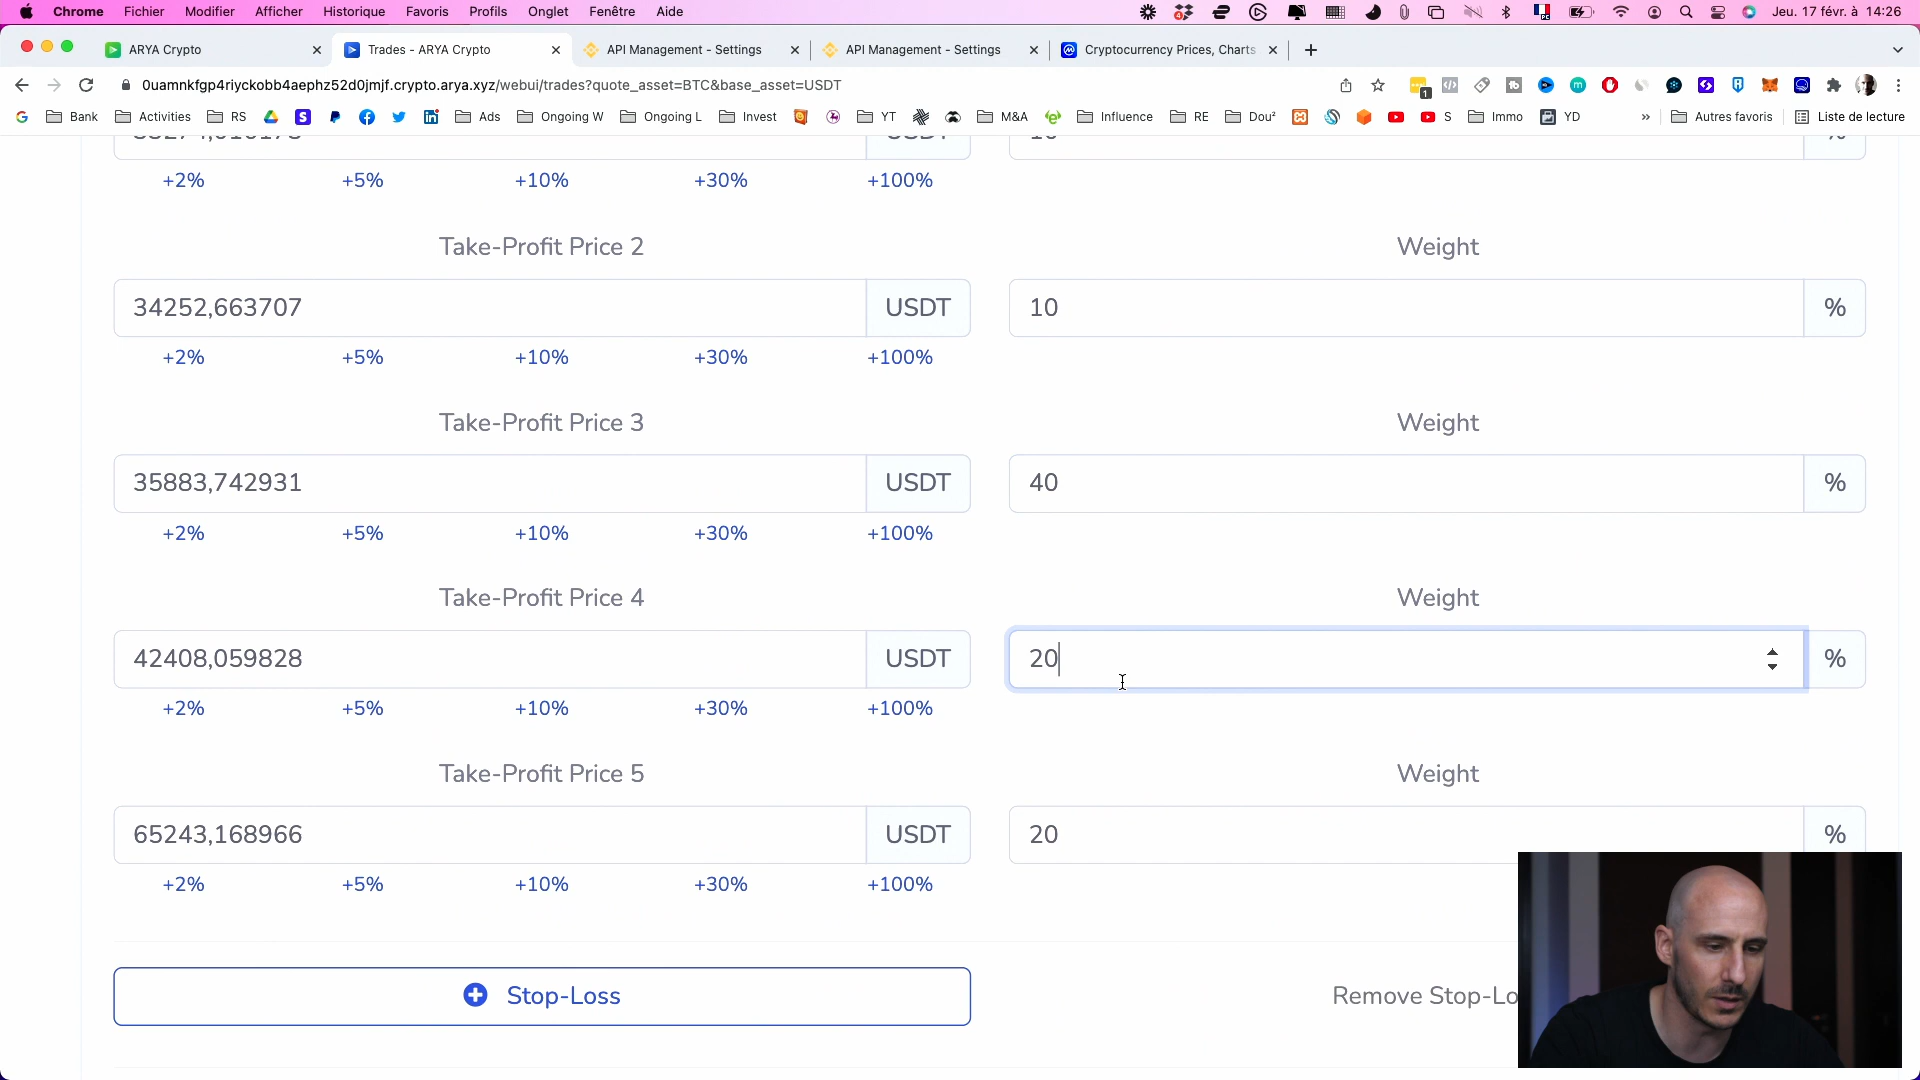 Chrome Fichier Modifier Afficher Historique Favoris Profils Onglet Fenêtre Aide Jeu. 17 févr. à 14:26
ARYA Crypto Trades - ARYA Crypto API Management - Settings API Management - Settings Cryptocurrency Prices, Charts
0uamnkfgp4riyckobb4aephz52d0jmjf.crypto.arya.xyz/webui/trades?quote_asset=BTC&base_asset=USDT
Bank Activities RS Ads Ongoing W Ongoing L Invest YT M&A Influence RE Dou² S Immo YD » Autres favoris Liste de lecture
+2% +5% +10% +30% +100%
Take-Profit Price 2 Weight
34252,663707 USDT 10 %
+2% +5% +10% +30% +100%
Take-Profit Price 3 Weight
35883,742931 USDT 40 %
+2% +5% +10% +30% +100%
Take-Profit Price 4 Weight
42408,059828 USDT 20 %
+2% +5% +10% +30% +100%
Take-Profit Price 5 Weight
65243,168966 USDT 20 %
+2% +5% +10% +30% +100%
Stop-Loss Remove Stop-Lo